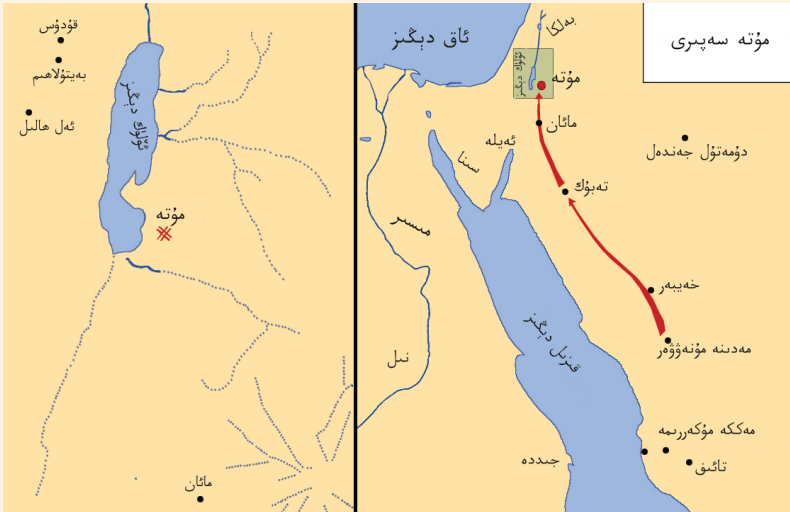 مۇتە سەپىرى
ئاق دېڭىز
بەلكا
ئۆلۈك دېڭىز
مۇتە
مائان
ئەيلە
سىنا
دۇمەتۇل جەندەل
تەبۇك
مىسىر
خەيبەر
مەدىنە مۇنەۋۋەر
قىزىل دېڭىز
نىل
مەككە مۇكەررىمە
تائىق
جىددە
قۇدۇس
بەيتۇلاھىم
ئەل ھالىل
ئۆلۈك دېڭىز
مۇتە
مائان